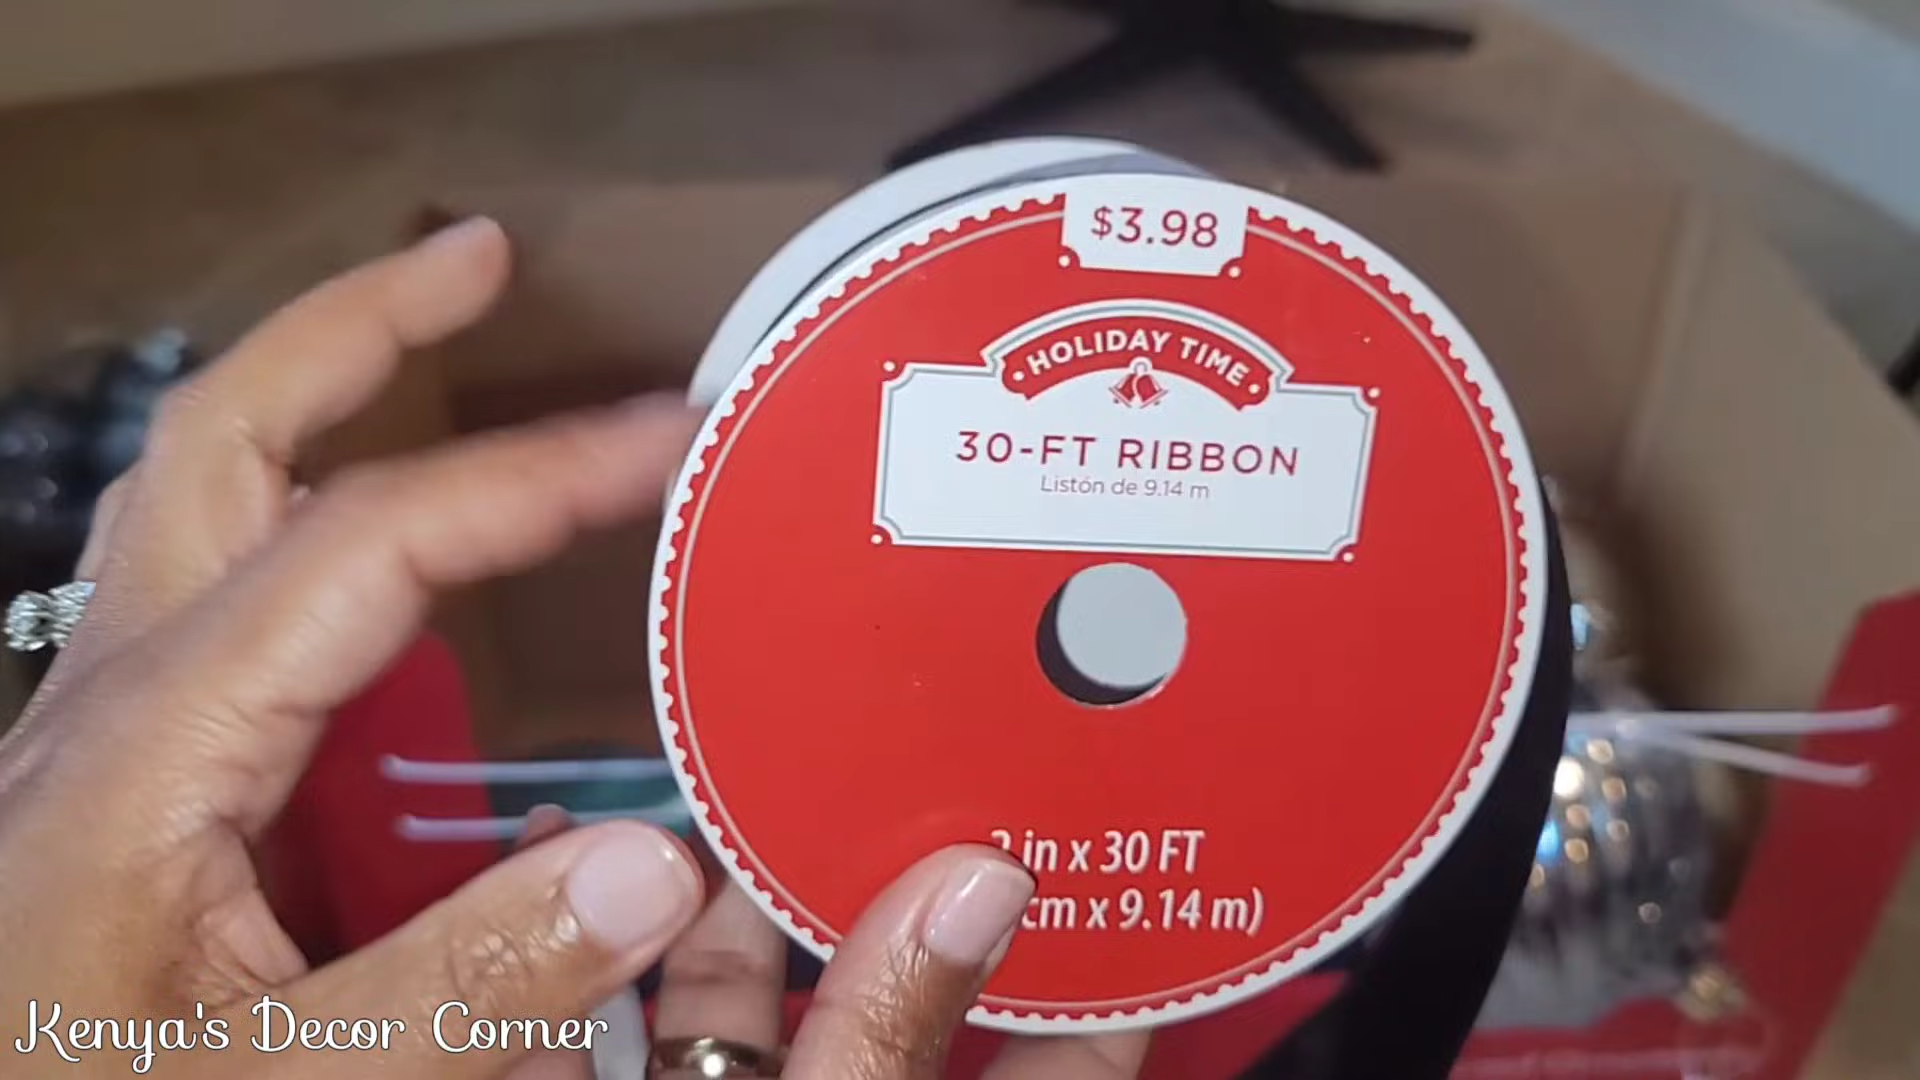 $3.98
HOLIDAY TIME
30-FT RIBBON
Listón de 9.14 m
in x 30 FT
cm x 9.14 m)
Kenya's Decor Corner